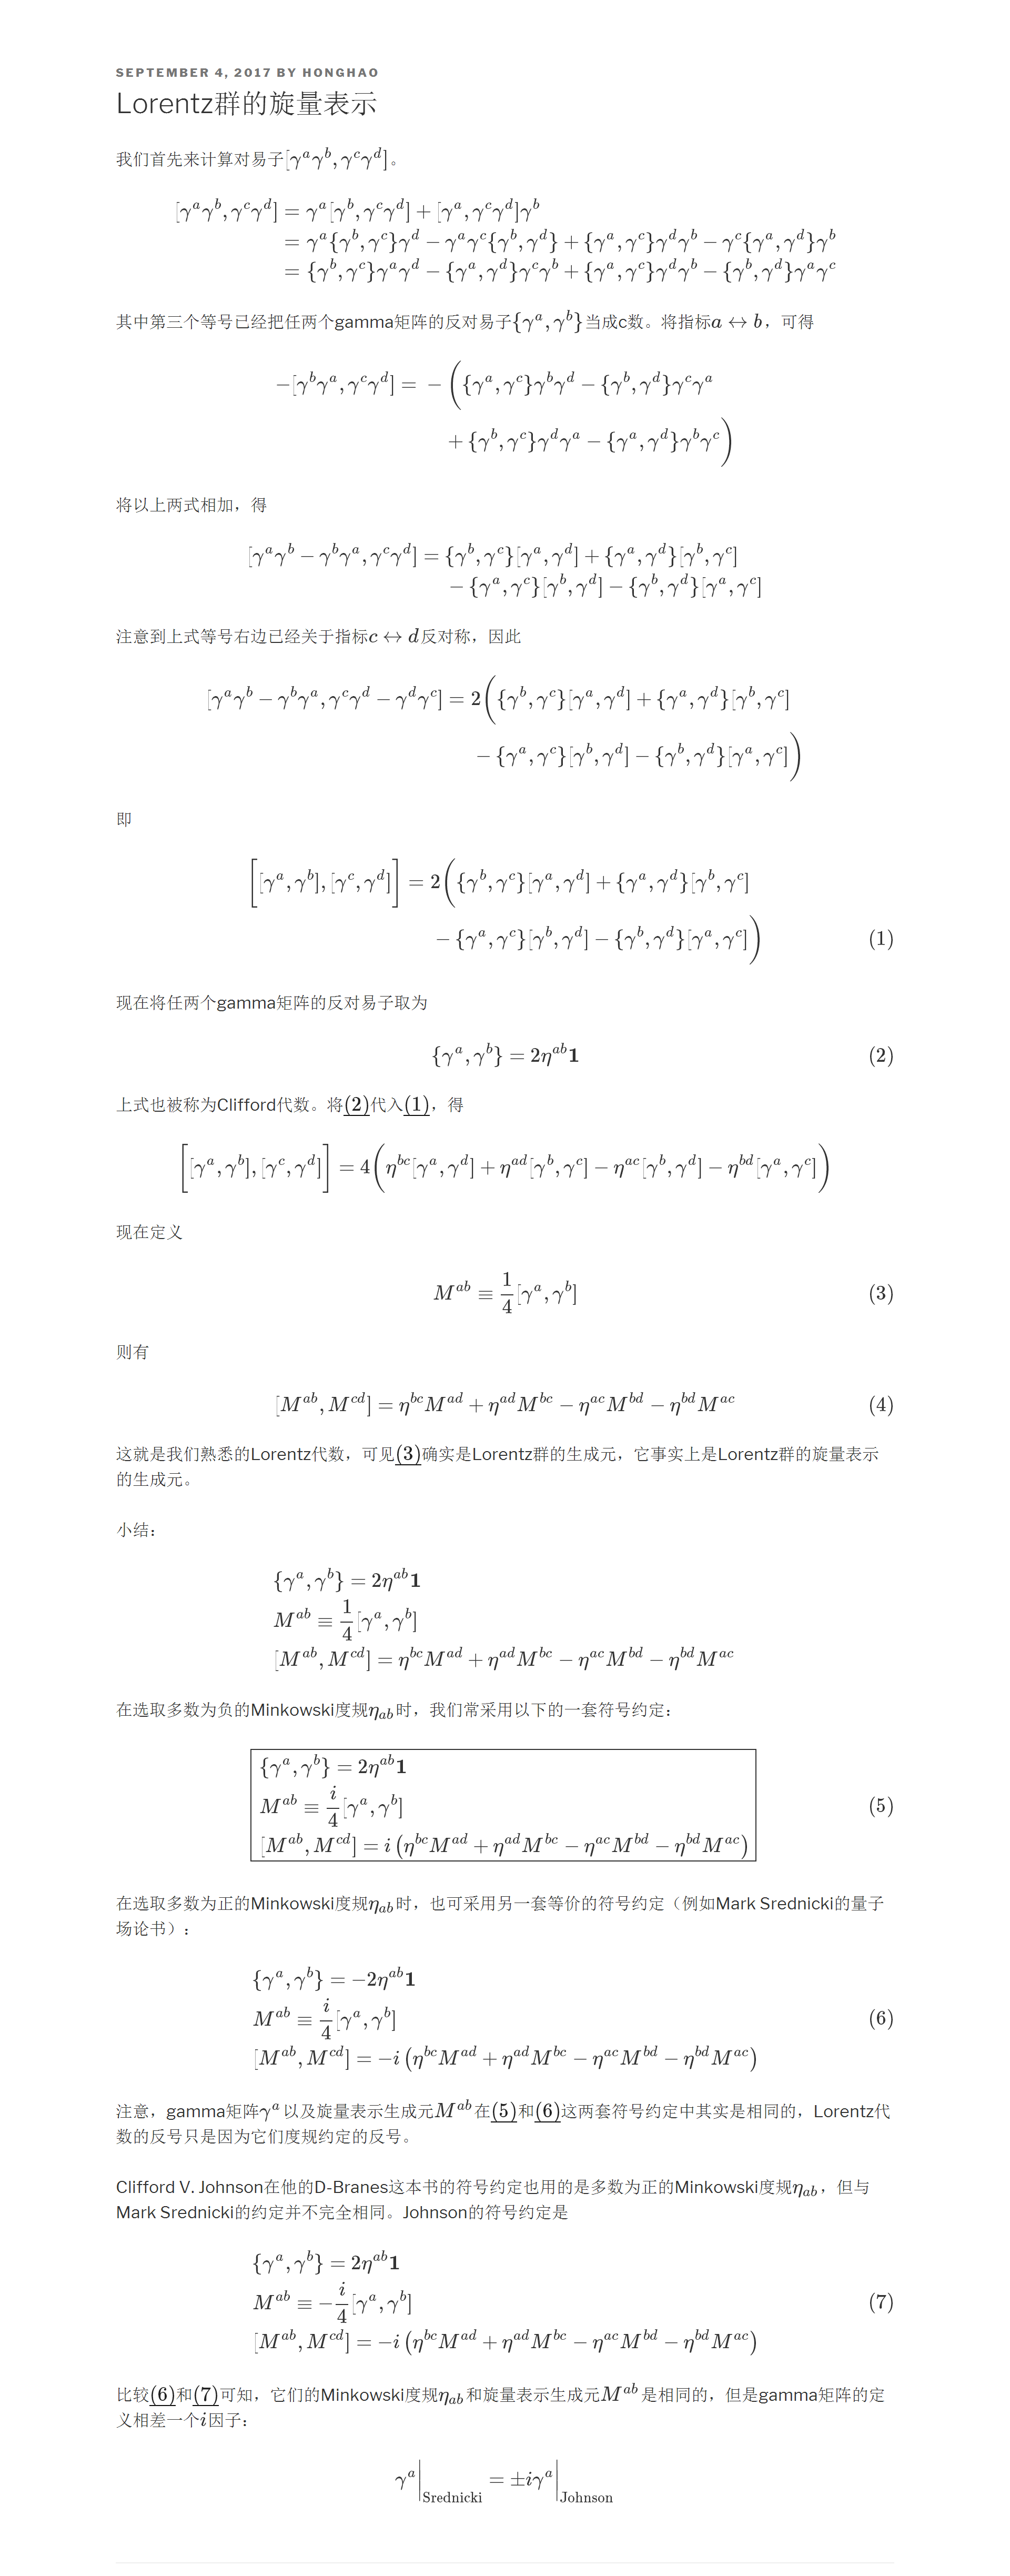 SEPTEMBER 4, 2017 BY HONGHAO
Lorentz群的旋量表示
我们首先来计算对易子$[\gamma^a\gamma^b,\gamma^c\gamma^d]$。
$[\gamma^a\gamma^b,\gamma^c\gamma^d] = \gamma^a[\gamma^b,\gamma^c\gamma^d]+[\gamma^a,\gamma^c\gamma^d]\gamma^b$
$= \gamma^a\{\gamma^b,\gamma^c\}\gamma^d-\gamma^a\gamma^c\{\gamma^b,\gamma^d\}+\{\gamma^a,\gamma^c\}\gamma^d\gamma^b-\gamma^c\{\gamma^a,\gamma^d\}\gamma^b$
$= \{\gamma^b,\gamma^c\}\gamma^a\gamma^d-\{\gamma^a,\gamma^d\}\gamma^c\gamma^b+\{\gamma^a,\gamma^c\}\gamma^d\gamma^b-\{\gamma^b,\gamma^d\}\gamma^a\gamma^c$
其中第三个等号已经把任两个gamma矩阵的反对易子$\{\gamma^a,\gamma^b\}$当成c数。将指标$a\leftrightarrow b$，可得
$-[\gamma^b\gamma^a,\gamma^c\gamma^d] = -\Big(\{\gamma^a,\gamma^c\}\gamma^b\gamma^d-\{\gamma^b,\gamma^d\}\gamma^c\gamma^a$
$+\{\gamma^b,\gamma^c\}\gamma^d\gamma^a-\{\gamma^a,\gamma^d\}\gamma^b\gamma^c\Big)$
将以上两式相加，得
$[\gamma^a\gamma^b-\gamma^b\gamma^a,\gamma^c\gamma^d] = \{\gamma^b,\gamma^c\}[\gamma^a,\gamma^d]+\{\gamma^a,\gamma^d\}[\gamma^b,\gamma^c]$
$-\{\gamma^a,\gamma^c\}[\gamma^b,\gamma^d]-\{\gamma^b,\gamma^d\}[\gamma^a,\gamma^c]$
注意到上式等号右边已经关于指标$c\leftrightarrow d$反对称，因此
$[\gamma^a\gamma^b-\gamma^b\gamma^a,\gamma^c\gamma^d-\gamma^d\gamma^c] = 2\Big(\{\gamma^b,\gamma^c\}[\gamma^a,\gamma^d]+\{\gamma^a,\gamma^d\}[\gamma^b,\gamma^c]$
$-\{\gamma^a,\gamma^c\}[\gamma^b,\gamma^d]-\{\gamma^b,\gamma^d\}[\gamma^a,\gamma^c]\Big)$
即
$\Big[[\gamma^a,\gamma^b],[\gamma^c,\gamma^d]\Big] = 2\Big(\{\gamma^b,\gamma^c\}[\gamma^a,\gamma^d]+\{\gamma^a,\gamma^d\}[\gamma^b,\gamma^c]$
$-\{\gamma^a,\gamma^c\}[\gamma^b,\gamma^d]-\{\gamma^b,\gamma^d\}[\gamma^a,\gamma^c]\Big)$ (1)
现在将任两个gamma矩阵的反对易子取为
$\{\gamma^a,\gamma^b\} = 2\eta^{ab}\mathbf{1}$ (2)
上式也被称为Clifford代数。将(2)代入(1)，得
$\Big[[\gamma^a,\gamma^b],[\gamma^c,\gamma^d]\Big] = 4\Big(\eta^{bc}[\gamma^a,\gamma^d]+\eta^{ad}[\gamma^b,\gamma^c]-\eta^{ac}[\gamma^b,\gamma^d]-\eta^{bd}[\gamma^a,\gamma^c]\Big)$
现在定义
$M^{ab} \equiv \frac{1}{4}[\gamma^a,\gamma^b]$ (3)
则有
$[M^{ab},M^{cd}] = \eta^{bc}M^{ad}+\eta^{ad}M^{bc}-\eta^{ac}M^{bd}-\eta^{bd}M^{ac}$ (4)
这就是我们熟悉的Lorentz代数，可见(3)确实是Lorentz群的生成元，它事实上是Lorentz群的旋量表示
的生成元。
小结：
$\{\gamma^a,\gamma^b\} = 2\eta^{ab}\mathbf{1}$
$M^{ab} \equiv \frac{1}{4}[\gamma^a,\gamma^b]$
$[M^{ab},M^{cd}] = \eta^{bc}M^{ad}+\eta^{ad}M^{bc}-\eta^{ac}M^{bd}-\eta^{bd}M^{ac}$
在选取多数为负的Minkowski度规$\eta_{ab}$时，我们常采用以下的一套符号约定：
$\{\gamma^a,\gamma^b\} = 2\eta^{ab}\mathbf{1}$
$M^{ab} \equiv \frac{i}{4}[\gamma^a,\gamma^b]$ (5)
$[M^{ab},M^{cd}] = i\left(\eta^{bc}M^{ad}+\eta^{ad}M^{bc}-\eta^{ac}M^{bd}-\eta^{bd}M^{ac}\right)$
在选取多数为正的Minkowski度规$\eta_{ab}$时，也可采用另一套等价的符号约定（例如Mark Srednicki的量子
场论书）：
$\{\gamma^a,\gamma^b\} = -2\eta^{ab}\mathbf{1}$
$M^{ab} \equiv \frac{i}{4}[\gamma^a,\gamma^b]$ (6)
$[M^{ab},M^{cd}] = -i\left(\eta^{bc}M^{ad}+\eta^{ad}M^{bc}-\eta^{ac}M^{bd}-\eta^{bd}M^{ac}\right)$
注意，gamma矩阵$\gamma^a$以及旋量表示生成元$M^{ab}$在(5)和(6)这两套符号约定中其实是相同的，Lorentz代
数的反号只是因为它们度规约定的反号。
Clifford V. Johnson在他的D-Branes这本书的符号约定也用的是多数为正的Minkowski度规$\eta_{ab}$，但与
Mark Srednicki的约定并不完全相同。Johnson的符号约定是
$\{\gamma^a,\gamma^b\} = 2\eta^{ab}\mathbf{1}$
$M^{ab} \equiv -\frac{i}{4}[\gamma^a,\gamma^b]$ (7)
$[M^{ab},M^{cd}] = -i\left(\eta^{bc}M^{ad}+\eta^{ad}M^{bc}-\eta^{ac}M^{bd}-\eta^{bd}M^{ac}\right)$
比较(6)和(7)可知，它们的Minkowski度规$\eta_{ab}$和旋量表示生成元$M^{ab}$是相同的，但是gamma矩阵的定
义相差一个$i$因子：
$\gamma^a\Big|_{\text{Srednicki}} = \pm i\gamma^a\Big|_{\text{Johnson}}$